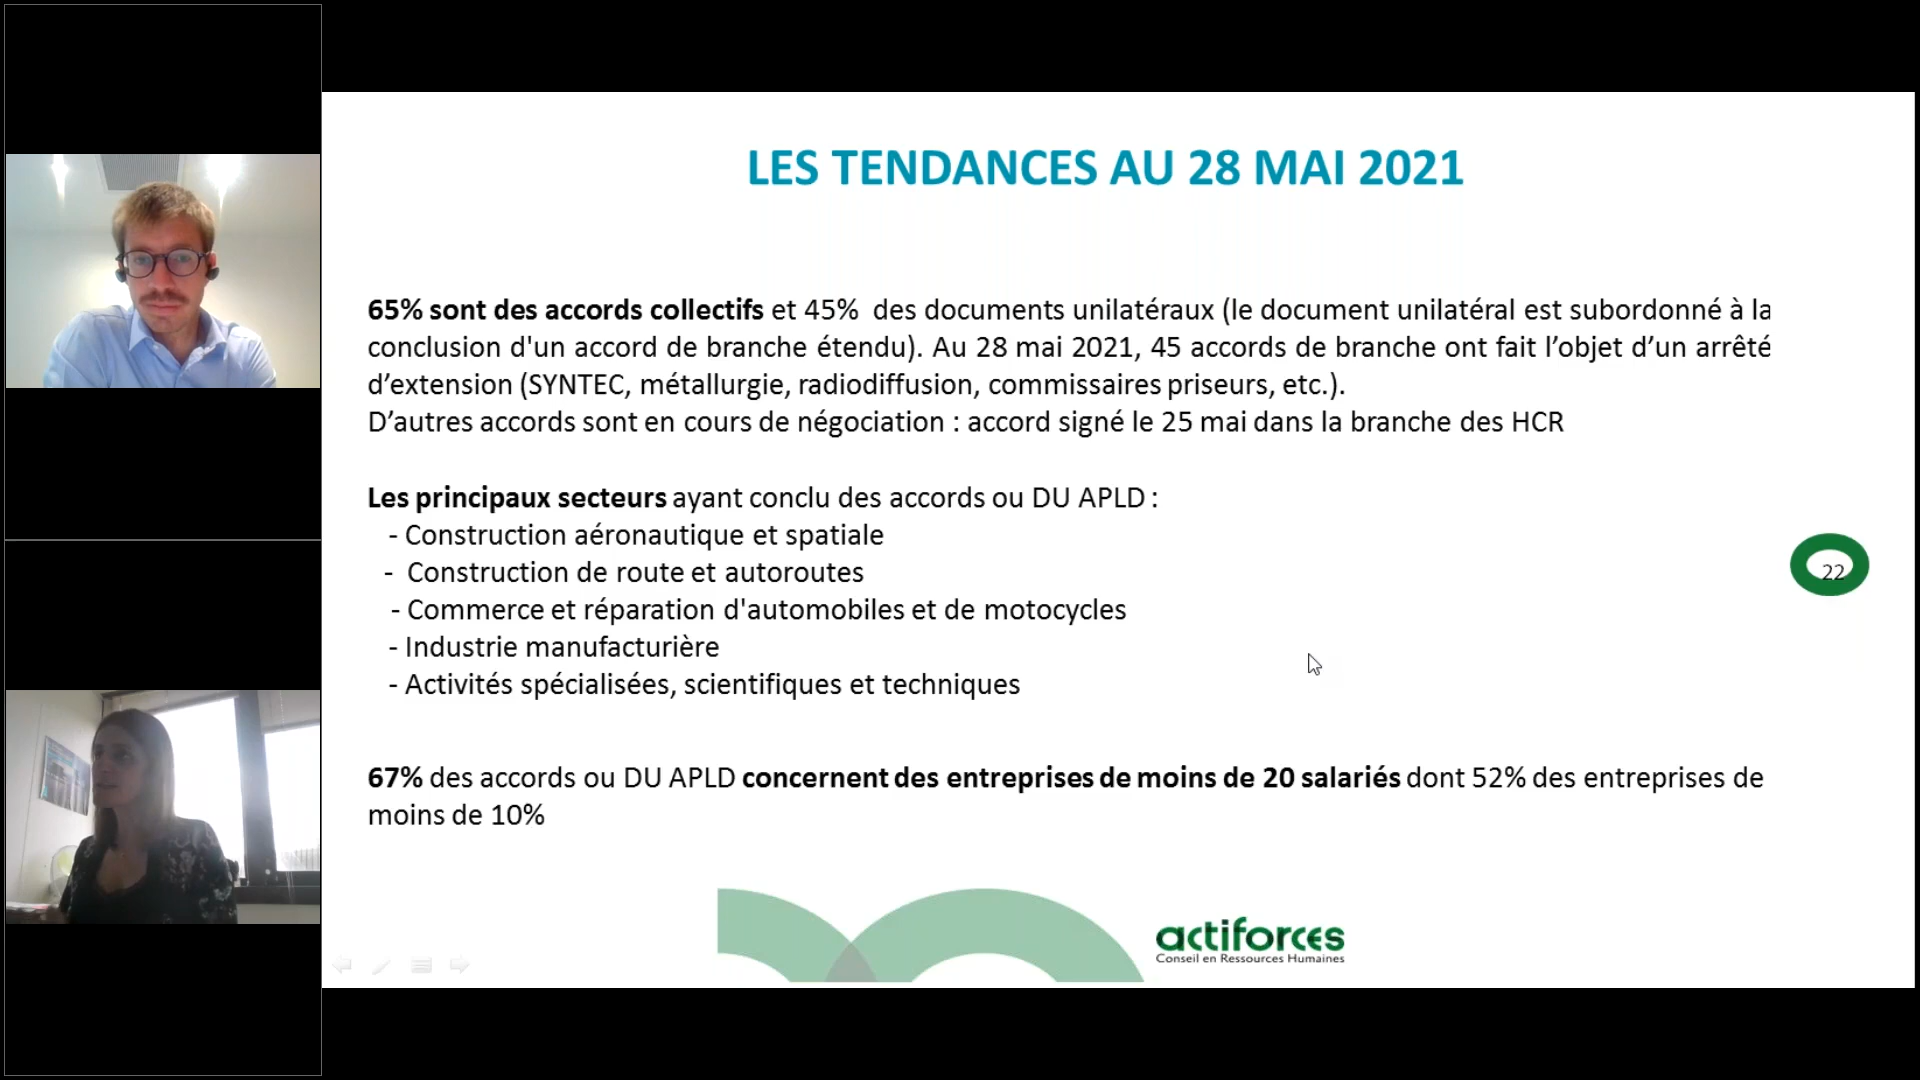 LES TENDANCES AU 28 MAI 2021
65% sont des accords collectifs et 45% des documents unilatéraux (le document unilatéral est subordonné à la
conclusion d'un accord de branche étendu). Au 28 mai 2021, 45 accords de branche ont fait l’objet d’un arrêté
d’extension (SYNTEC, métallurgie, radiodiffusion, commissaires priseurs, etc.).
D’autres accords sont en cours de négociation : accord signé le 25 mai dans la branche des HCR
Les principaux secteurs ayant conclu des accords ou DU APLD :
- Construction aéronautique et spatiale
- Construction de route et autoroutes
- Commerce et réparation d'automobiles et de motocycles
- Industrie manufacturière
- Activités spécialisées, scientifiques et techniques
22
67% des accords ou DU APLD concernent des entreprises de moins de 20 salariés dont 52% des entreprises de
moins de 10%
actiforces
Conseil en Ressources Humaines